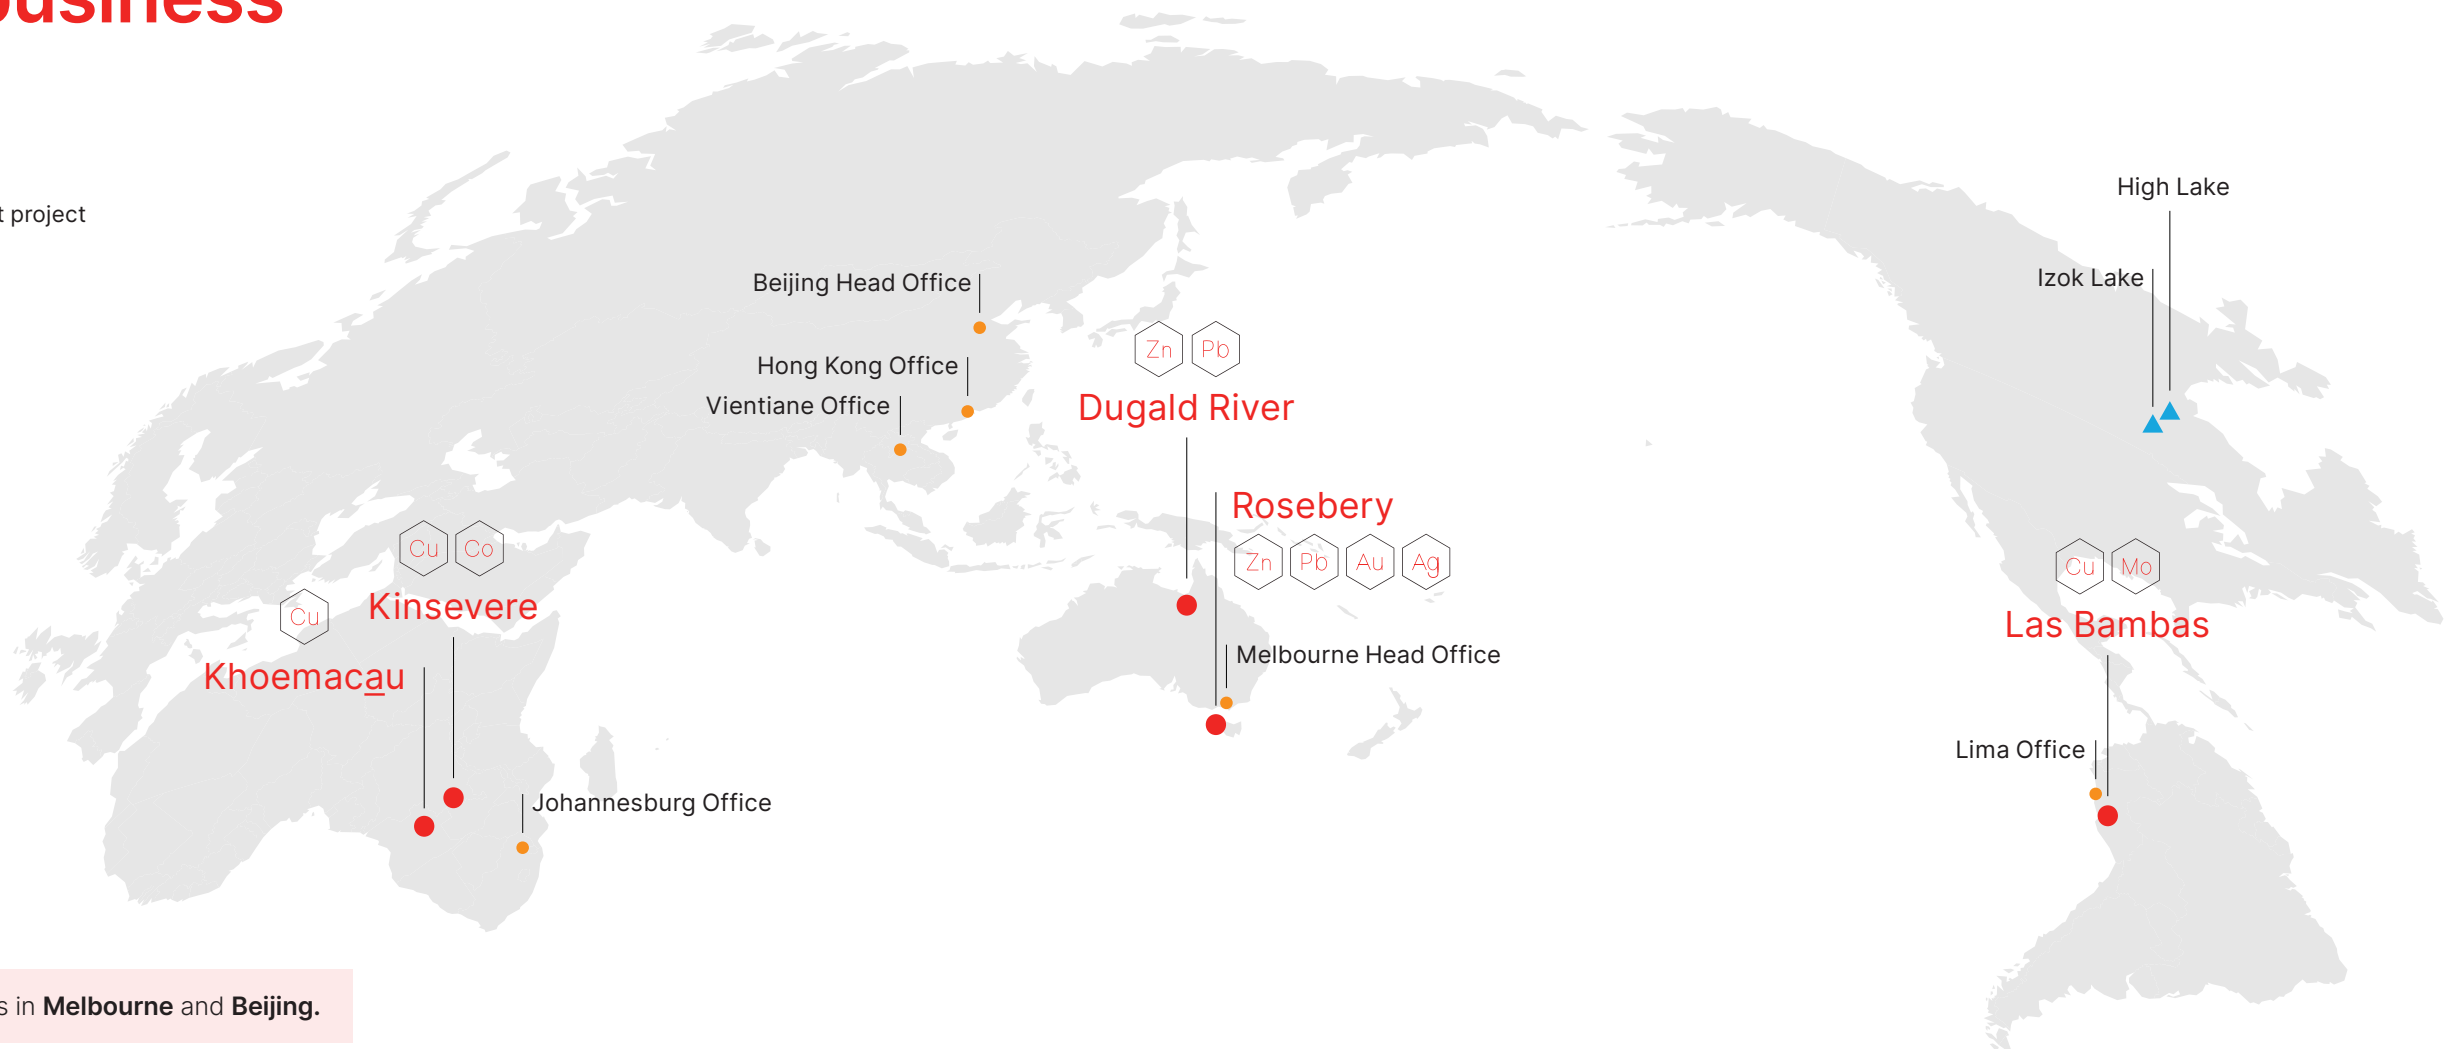 business
t project
High Lake
Izok Lake
Beijing Head Office
Hong Kong Office
Vientiane Office
Zn Pb
Dugald River
Rosebery
Zn Pb Au Ag
Melbourne Head Office
Cu Co
Kinsevere
Cu
Khoemacau
Johannesburg Office
Cu Mo
Las Bambas
Lima Office
s in Melbourne and Beijing.